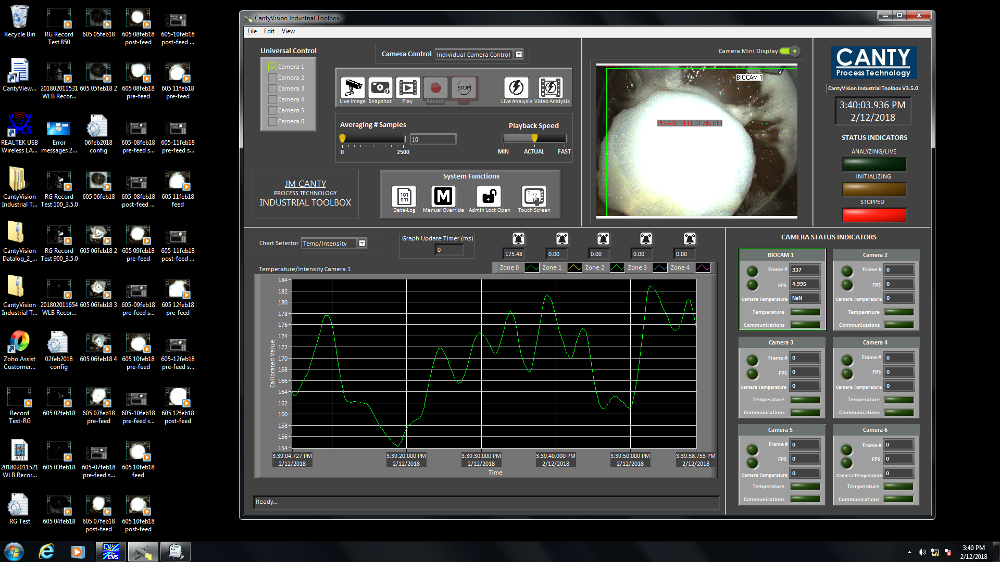 Recycle Bin
RG Record
Test 850
605 05feb18
605 08feb18
post-feed
605-10feb18
post-feed ...
CantyView...
201802011531
WLB Recor...
605 05feb18 2
605 08feb18
pre-feed
605 11feb18
pre-feed
REALTEK USB
Wireless LA...
Error
messages 2...
06feb2018
config
605-08feb18
pre-feed s...
605-11feb18
pre-feed s...
CantyVision
Industrial T...
RG Record
Test 100_3.5.0
605 06feb18
605-08feb18
post-feed ...
605 11feb18
feed
CantyVision
Datalog_2_...
RG Record
Test 900_3.5.0
605 06feb18 2
605 09feb18
pre-feed
605-11feb18
post-feed ...
CantyVision
Industrial T...
201802011654
WLB Recor...
605 06feb18 3
605-09feb18
pre-feed s...
605 12feb18
pre-feed
Zoho Assist
Customer...
02feb2018
config
605 06feb18 4
605 10feb18
pre-feed
605-12feb18
pre-feed s...
Record
Test-RG
605 02feb18
605 07feb18
pre-feed
605-10feb18
pre-feed s...
605 12feb18
post-feed
AVI
201802011521
WLB Recor...
605 03feb18
605-07feb18
pre-feed s...
605 10feb18
feed
RG Test
605 04feb18
605 07feb18
post-feed
605 10feb18
post-feed
CantyVision Industrial Toolbox
File Edit View
Universal Control
Camera 1
Camera 2
Camera 3
Camera 4
Camera 5
Camera 6
Camera Control Individual Camera Control
STOP
Live Image Snapshot Play Record Live Analysis Video Analysis
Averaging # Samples
10
0 2500
Playback Speed
MIN ACTUAL FAST
JM CANTY
PROCESS TECHNOLOGY
INDUSTRIAL TOOLBOX
System Functions
101
011
M
Data-Log Manual Override Admin Lock Open Touch Screen
Camera Mini Display
BIOCAM 1
PLEASE SELECT AN ROI
CANTY
Process Technology
CantyVision Industrial Toolbox V3.5.0
3:40:03.936 PM
2/12/2018
STATUS INDICATORS
ANALYZING/LIVE
INITIALIZING
STOPPED
Chart Selector Temp/Intensity
Graph Update Timer (ms)
0
175.48 0.00 0.00 0.00 0.00
Zone 0 Zone 1 Zone 2 Zone 3 Zone 4
Temperature/Intensity Camera 1
Calibrated Value
184
182
180
178
176
174
172
170
168
166
164
162
160
158
156
154
3:39:04.727 PM 3:39:20.000 PM 3:39:30.000 PM 3:39:40.000 PM 3:39:50.000 PM 3:39:58.753 PM
2/12/2018 2/12/2018 2/12/2018 2/12/2018 2/12/2018 2/12/2018
Time
Ready...
CAMERA STATUS INDICATORS
BIOCAM 1
Frame # 337
FPS 4.995
Camera Temperature NaN
Temperature
Communications
Camera 2
Frame # 0
FPS 0
Camera Temperature 0
Temperature
Communications
Camera 3
Frame # 0
FPS 0
Camera Temperature 0
Temperature
Communications
Camera 4
Frame # 0
FPS 0
Camera Temperature 0
Temperature
Communications
Camera 5
Frame # 0
FPS 0
Camera Temperature 0
Temperature
Communications
Camera 6
Frame # 0
FPS 0
Camera Temperature 0
Temperature
Communications
3:40 PM
2/12/2018